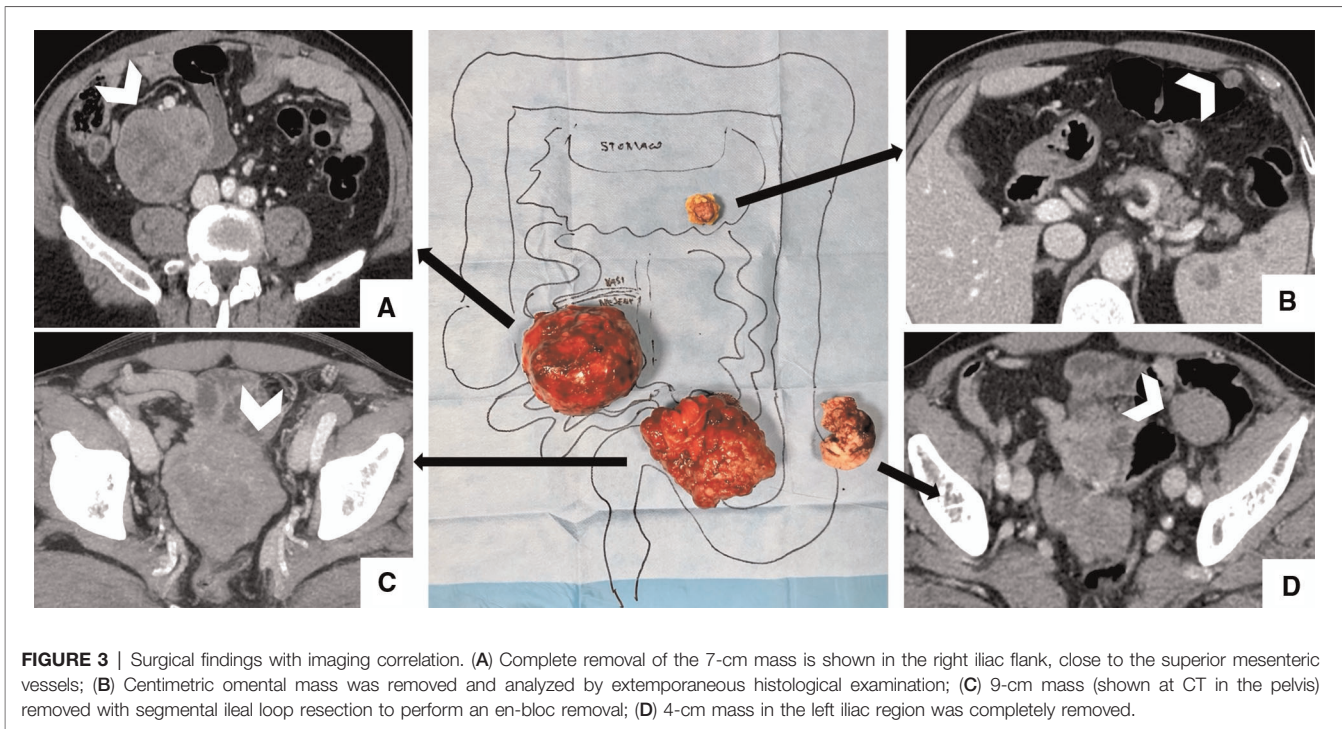 A
STOMACO
VASI
B
C
D
FIGURE 3 | Surgical findings with imaging correlation. (A) Complete removal of the 7-cm mass is shown in the right iliac flank, close to the superior mesenteric
vessels; (B) Centimetric omental mass was removed and analyzed by extemporaneous histological examination; (C) 9-cm mass (shown at CT in the pelvis)
removed with segmental ileal loop resection to perform an en-bloc removal; (D) 4-cm mass in the left iliac region was completely removed.